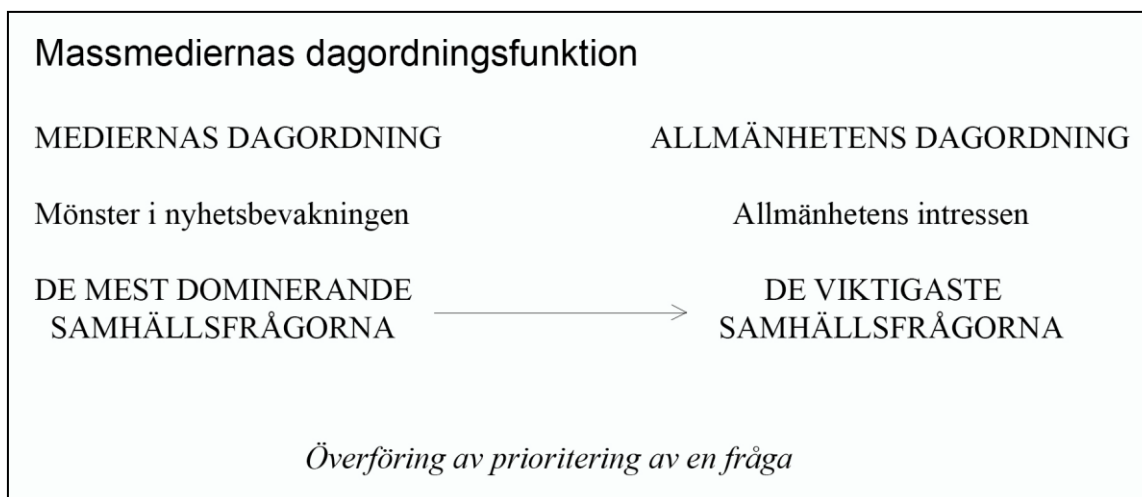 Massmediernas dagordningsfunktion
MEDIERNAS DAGORDNING
ALLMÄNHETENS DAGORDNING
Mönster i nyhetsbevakningen
Allmänhetens intressen
DE MEST DOMINERANDE
SAMHÄLLSFRÅGORNA
DE VIKTIGASTE
SAMHÄLLSFRÅGORNA
Överföring av prioritering av en fråga